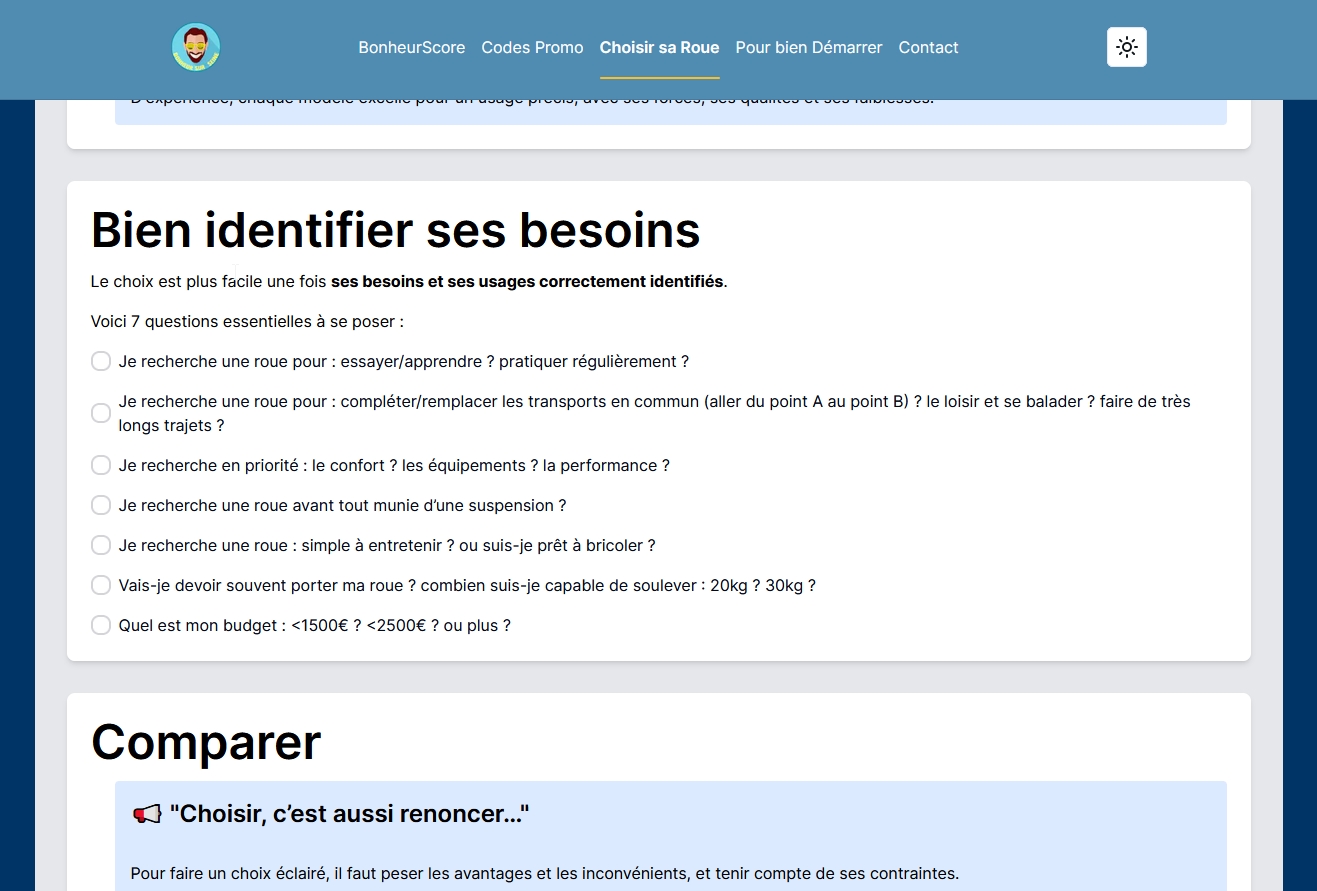 BonheurScore Codes Promo Choisir sa Roue Pour bien Démarrer Contact
D'expérience, chaque modèle excelle pour un usage précis, avec ses forces, ses qualités et ses faiblesses.
Bien identifier ses besoins
Le choix est plus facile une fois ses besoins et ses usages correctement identifiés.
Voici 7 questions essentielles à se poser :
Je recherche une roue pour : essayer/apprendre ? pratiquer régulièrement ?
Je recherche une roue pour : compléter/remplacer les transports en commun (aller du point A au point B) ? le loisir et se balader ? faire de très
longs trajets ?
Je recherche en priorité : le confort ? les équipements ? la performance ?
Je recherche une roue avant tout munie d’une suspension ?
Je recherche une roue : simple à entretenir ? ou suis-je prêt à bricoler ?
Vais-je devoir souvent porter ma roue ? combien suis-je capable de soulever : 20kg ? 30kg ?
Quel est mon budget : <1500€ ? <2500€ ? ou plus ?
Comparer
"Choisir, c’est aussi renoncer…"
Pour faire un choix éclairé, il faut peser les avantages et les inconvénients, et tenir compte de ses contraintes.